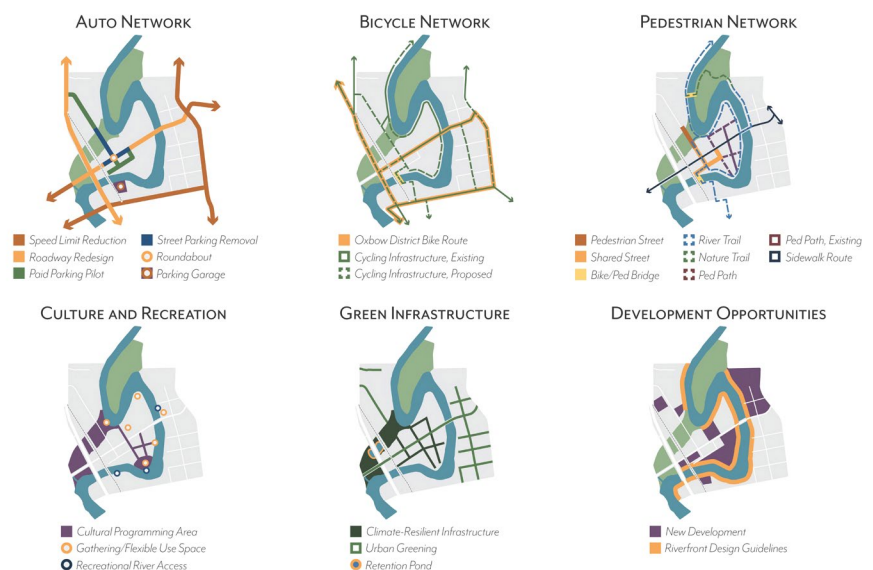 AUTO NETWORK
Speed Limit Reduction
Roadway Redesign
Paid Parking Pilot
Street Parking Removal
Roundabout
Parking Garage
BICYCLE NETWORK
Oxbow District Bike Route
Cycling Infrastructure, Existing
Cycling Infrastructure, Proposed
PEDESTRIAN NETWORK
Pedestrian Street
Shared Street
Bike/Ped Bridge
River Trail
Nature Trail
Ped Path
Ped Path, Existing
Sidewalk Route
CULTURE AND RECREATION
Cultural Programming Area
Gathering/Flexible Use Space
Recreational River Access
GREEN INFRASTRUCTURE
Climate-Resilient Infrastructure
Urban Greening
Retention Pond
DEVELOPMENT OPPORTUNITIES
New Development
Riverfront Design Guidelines